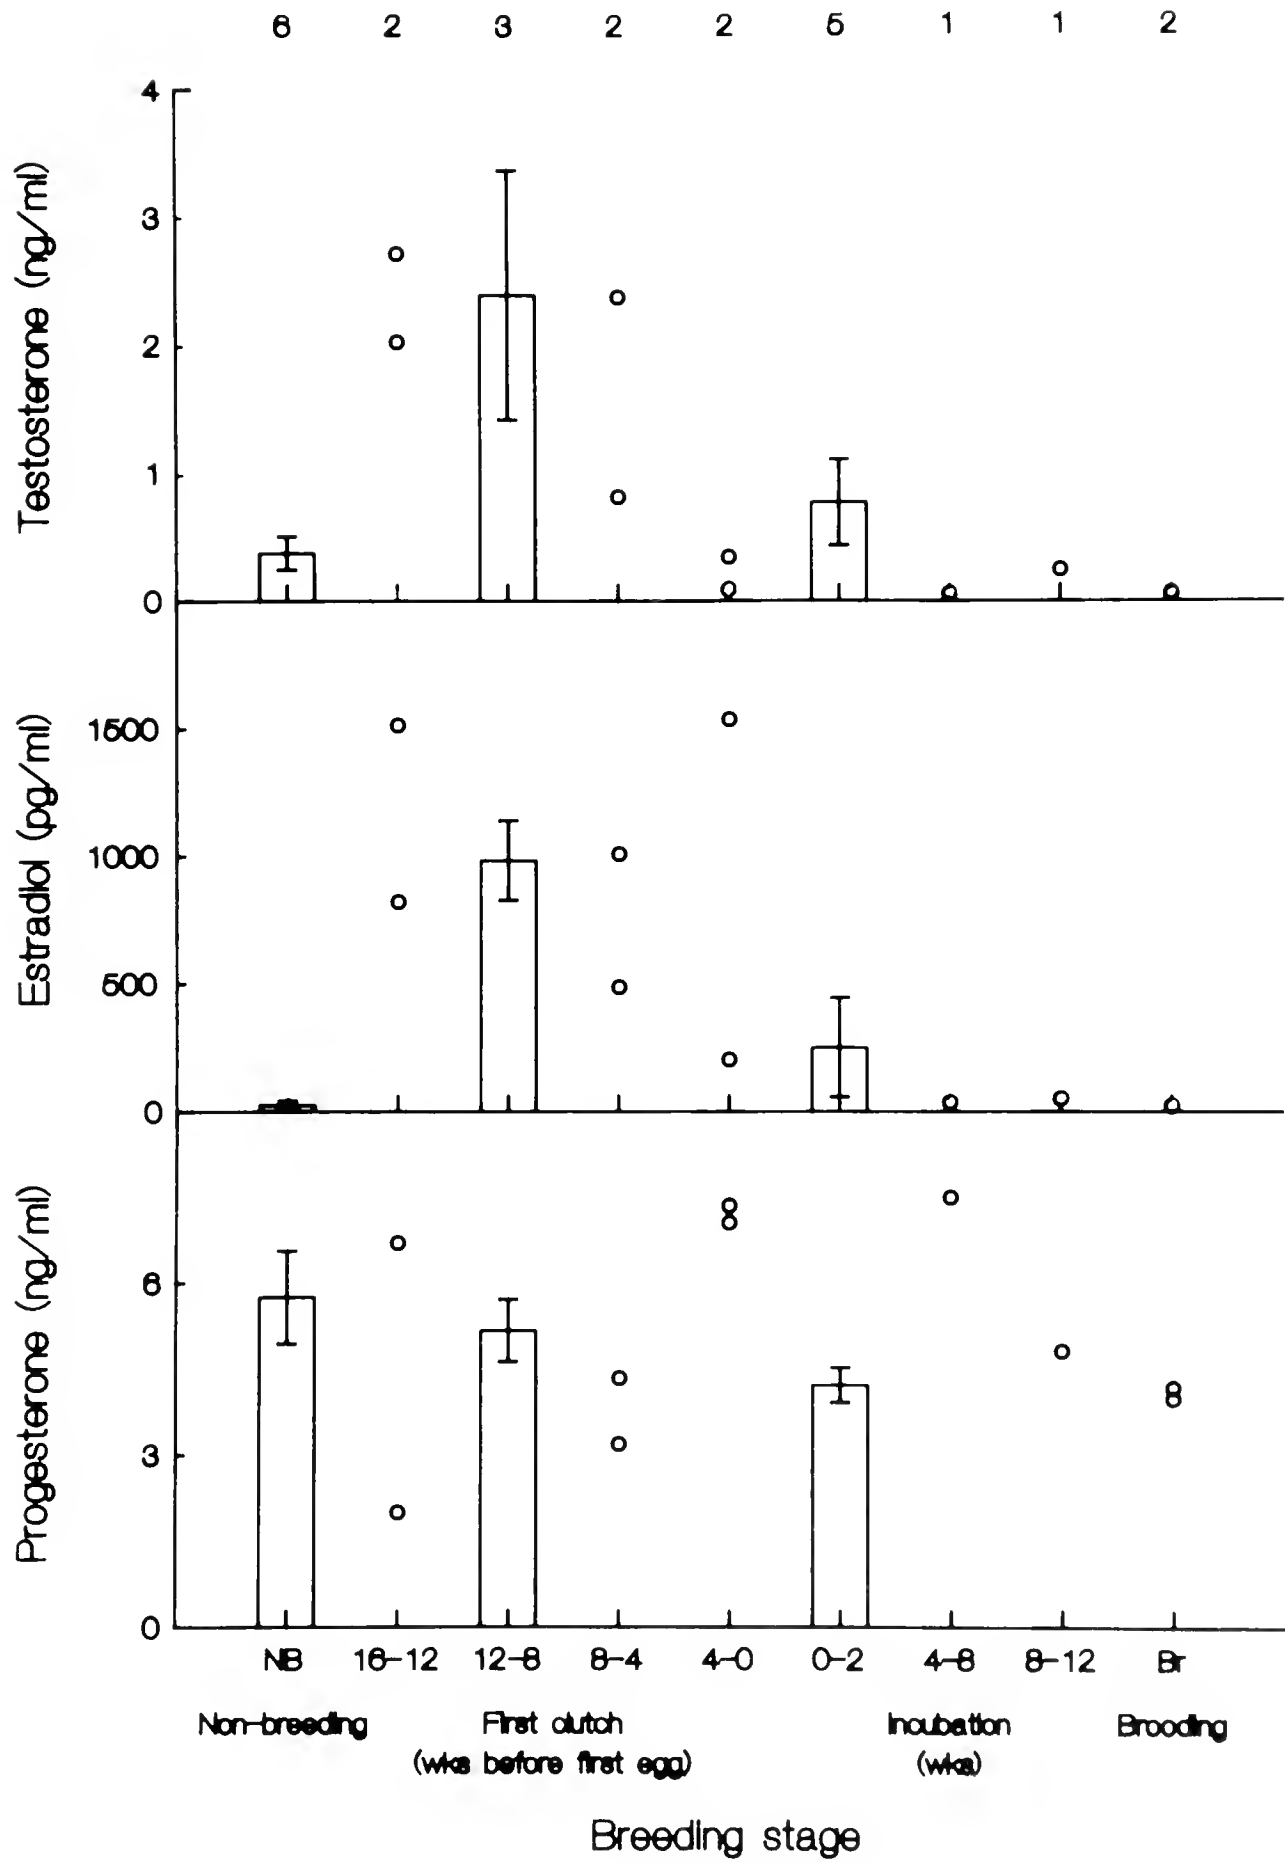 6 2 3 2 2 5 1 1 2
Testosterone (ng/ml)
4
3
2
1
0
Estradiol (pg/ml)
1500
1000
500
0
Progesterone (ng/ml)
6
3
0
NB 16-12 12-8 8-4 4-0 0-2 4-8 8-12 Br
Non-breeding First clutch Incubation Brooding
(wks before first egg) (wks)
Breeding stage